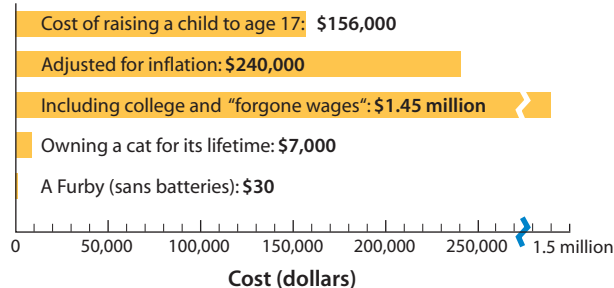 Cost of raising a child to age 17: $156,000
Adjusted for inflation: $240,000
Including college and “forgone wages“: $1.45 million
Owning a cat for its lifetime: $7,000
A Furby (sans batteries): $30
0 50,000 100,000 150,000 200,000 250,000 1.5 million
Cost (dollars)